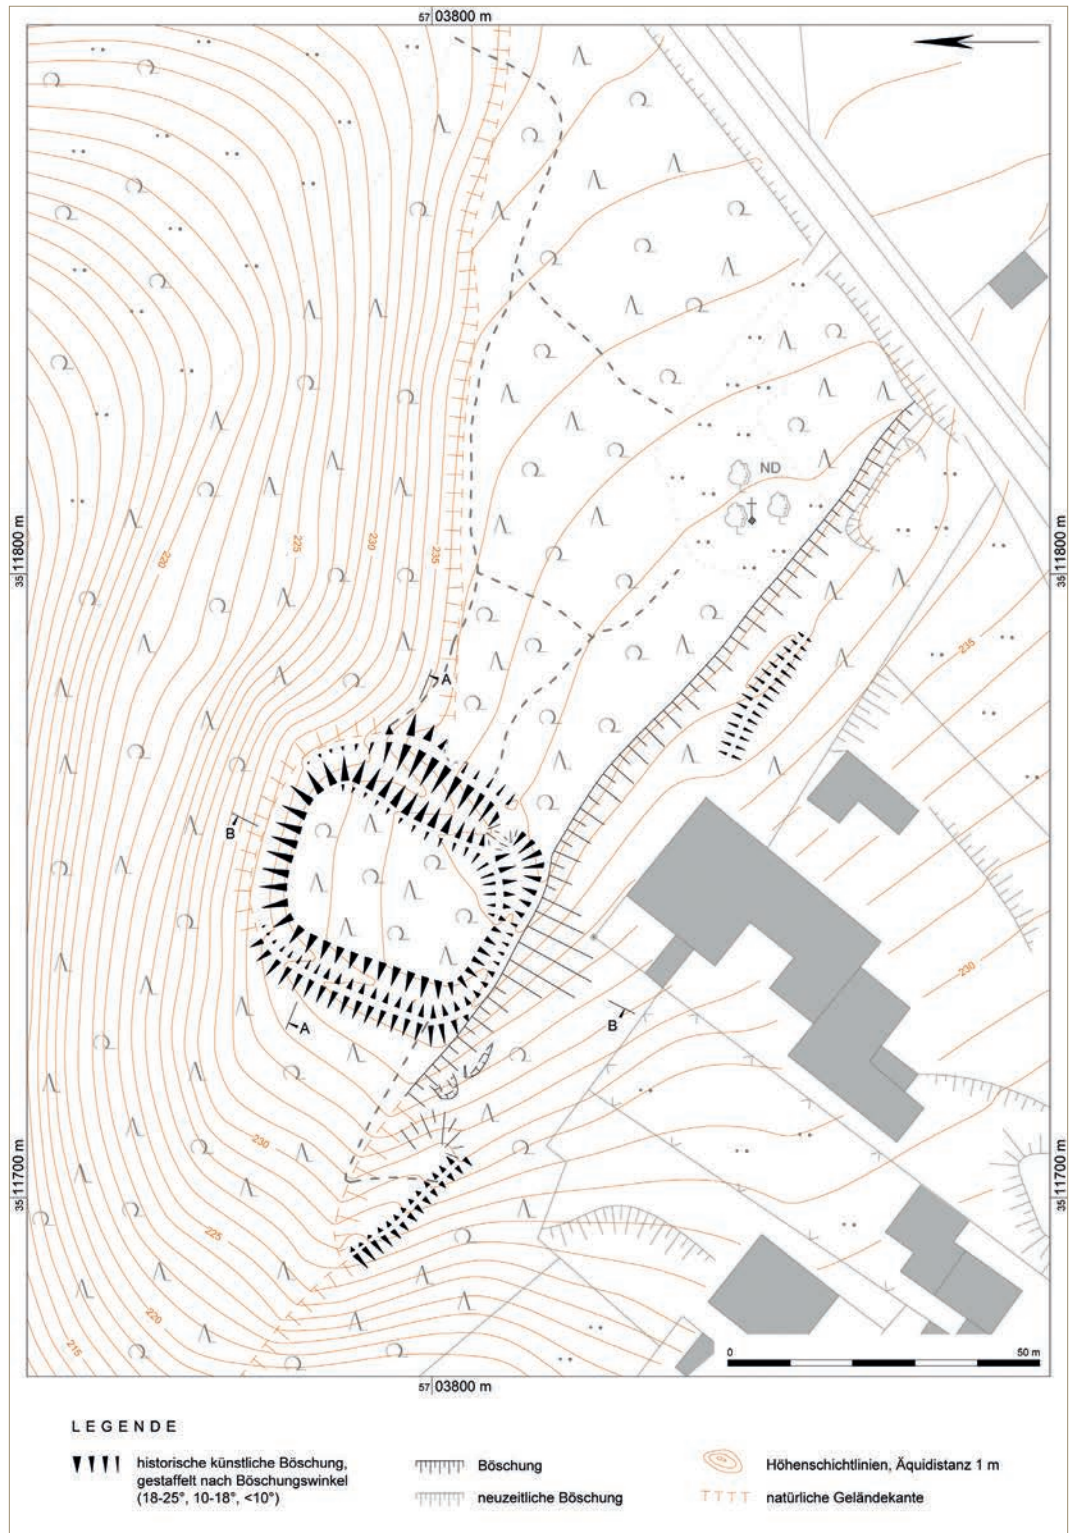 57 03800 m
35 11800 m
35 11800 m
220
225
230
235
ND
235
A
B
230
A
B
230
35 11700 m
35 11700 m
225
220
215
0 50 m
57 03800 m
LEGENDE
historische künstliche Böschung,
gestaffelt nach Böschungswinkel
(18-25°, 10-18°, <10°)
Böschung
neuzeitliche Böschung
Höhenschichtlinien, Äquidistanz 1 m
natürliche Geländekante